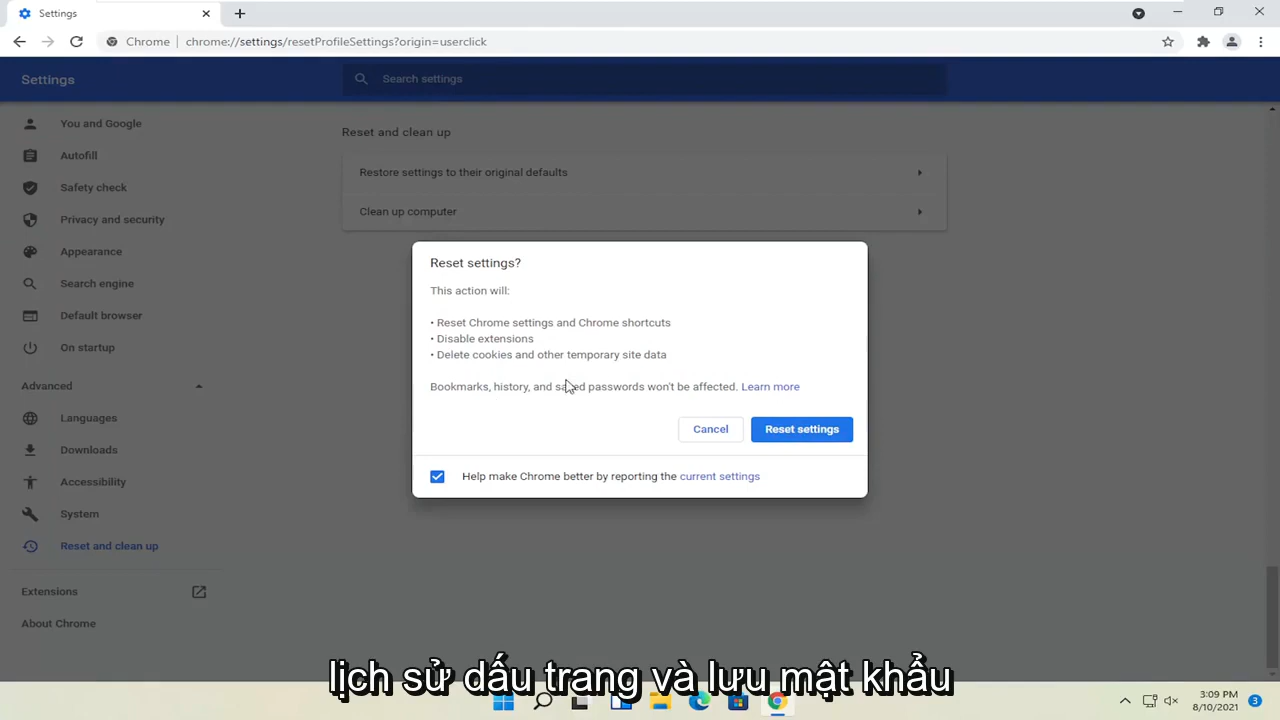 Settings
Chrome | chrome://settings/resetProfileSettings?origin=userclick
Settings
Search settings
You and Google
Autofill
Safety check
Privacy and security
Appearance
Search engine
Default browser
On startup
Advanced
Languages
Downloads
Accessibility
System
Reset and clean up
Extensions
About Chrome
Reset and clean up
Restore settings to their original defaults
Clean up computer
Reset settings?
This action will:
• Reset Chrome settings and Chrome shortcuts
• Disable extensions
• Delete cookies and other temporary site data
Bookmarks, history, and saved passwords won't be affected. Learn more
Cancel
Reset settings
Help make Chrome better by reporting the current settings
lịch sử dấu trang và lưu mật khẩu
3:09 PM
8/10/2021
3